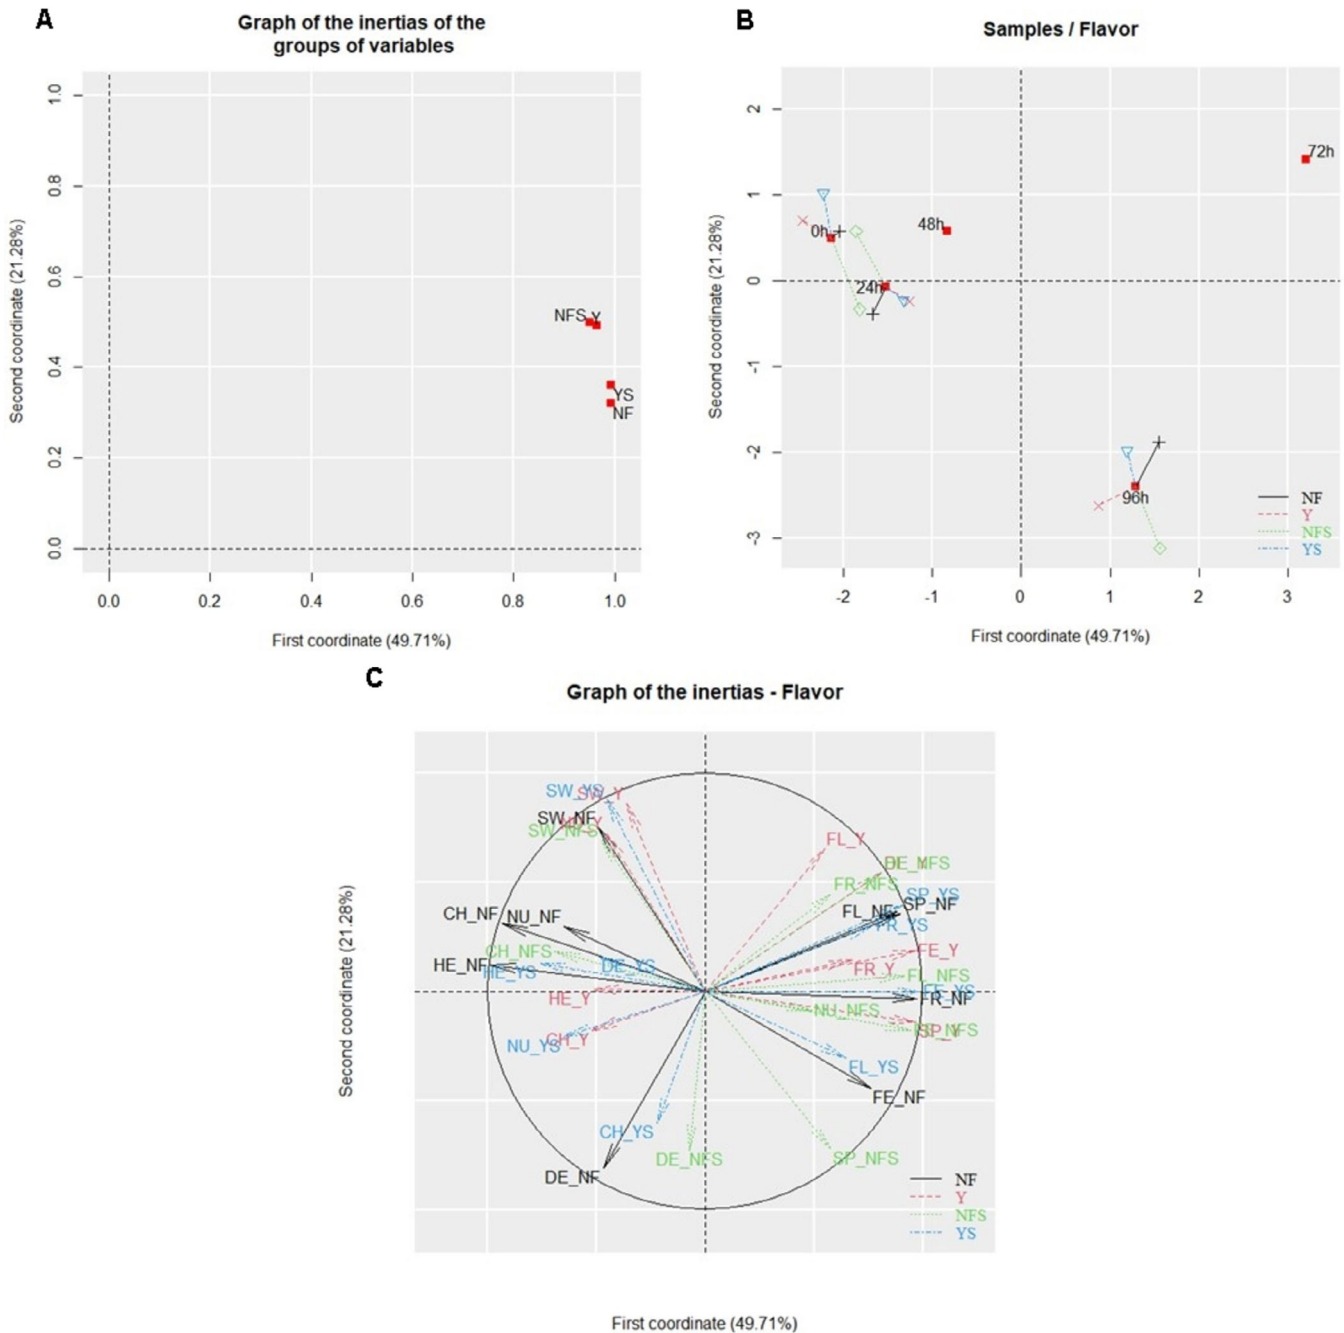 A
Graph of the inertias of the
groups of variables
Second coordinate (21.28%)
1.0
0.8
0.6
0.4
0.2
0.0
NFS Y
YS
NF
0.0 0.2 0.4 0.6 0.8 1.0
First coordinate (49.71%)
B
Samples / Flavor
Second coordinate (21.28%)
2
1
0
-1
-2
-3
72h
48h
0h
24h
96h
NF
Y
NFS
YS
-2 -1 0 1 2 3
First coordinate (49.71%)
C
Graph of the inertias - Flavor
Second coordinate (21.28%)
SW_YS SW_Y
SW_NF
SW_NFS
FL_Y
DE_NFS
FR_NFS
SP_YS
SP_NF
FL_NF
FR_YS
CH_NF NU_NF
CH_NFS
HE_NF
HE_YS
DE_YS
FE_Y
FR_Y
FL_NFS
FE_YS
FR_NF
HE_Y
NU_NFS
SP_Y
NU_YS
CH_Y
FL_YS
FE_NF
CH_YS
DE_NFS
SP_NFS
DE_NF
NF
Y
NFS
YS
First coordinate (49.71%)